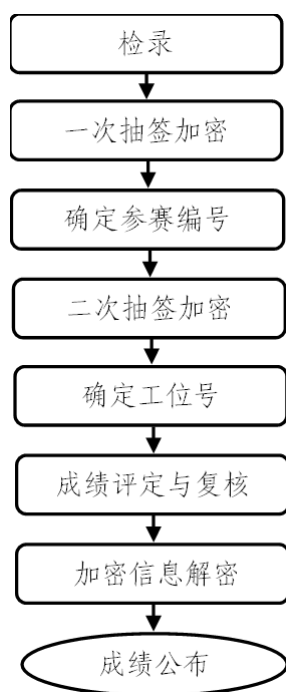 检录
一次抽签加密
确定参赛编号
二次抽签加密
确定工位号
成绩评定与复核
加密信息解密
成绩公布